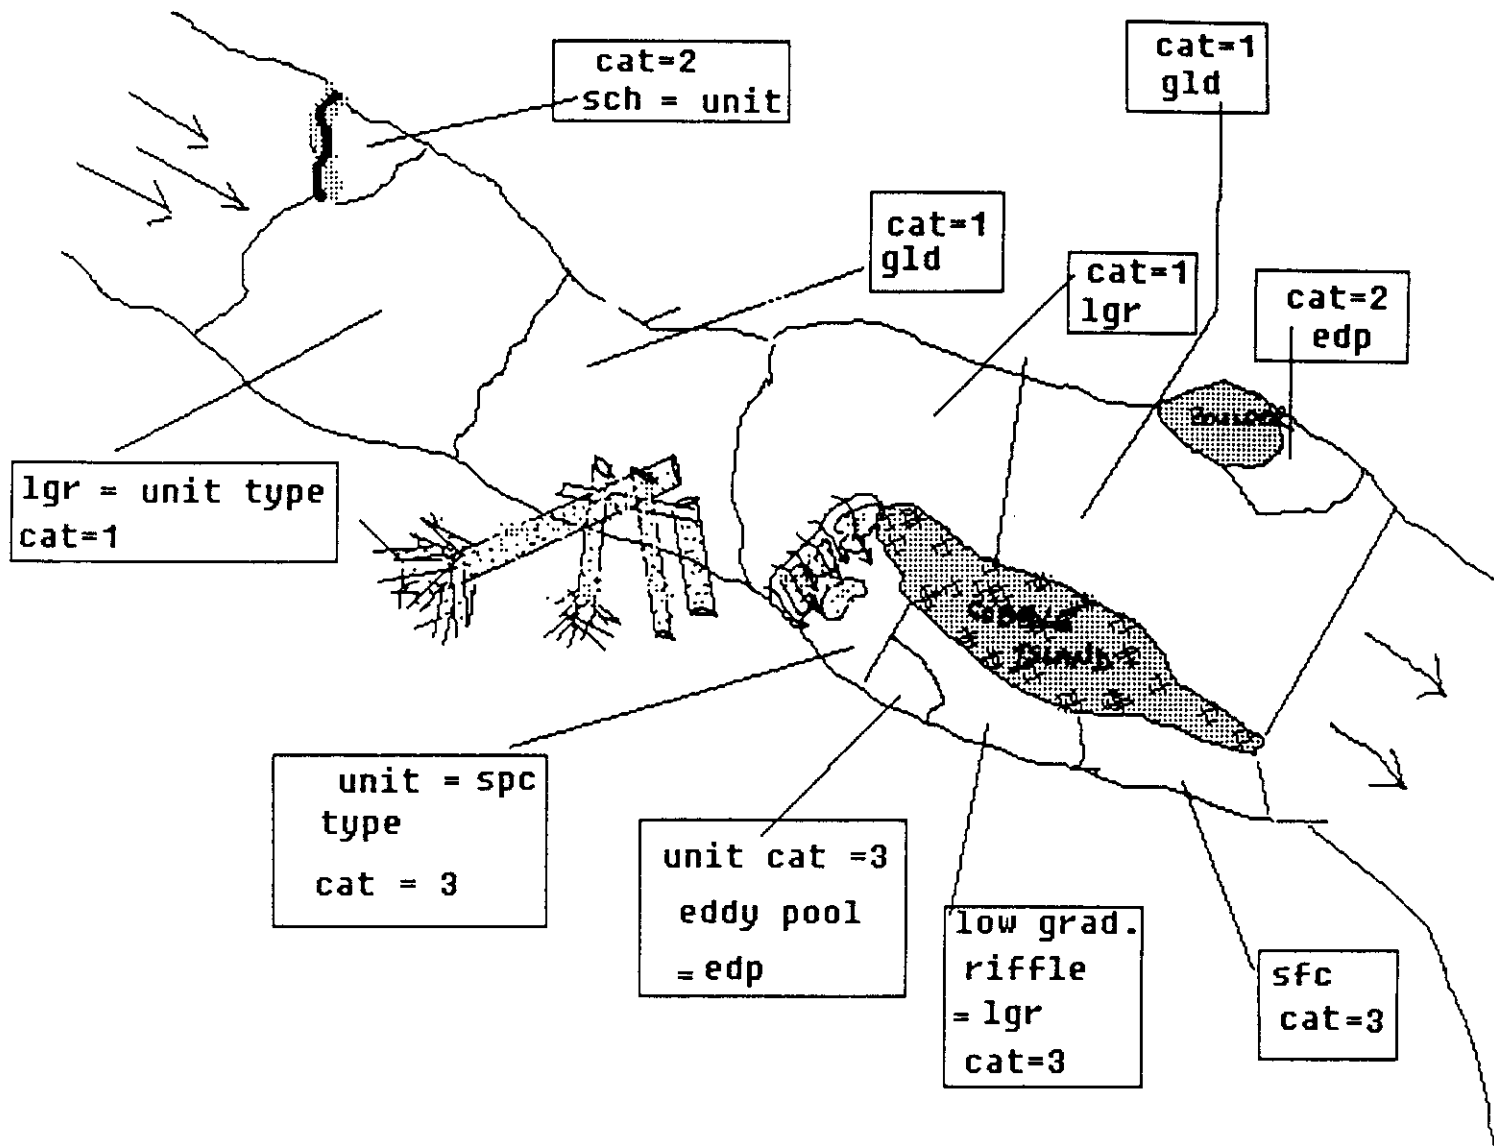 cat=2
sch = unit
cat=1
gld
cat=1
gld
cat=1
lgr
cat=2
edp
lgr = unit type
cat=1
unit = spc
type
cat = 3
unit cat =3
eddy pool
= edp
low grad.
riffle
= lgr
cat=3
sfc
cat=3